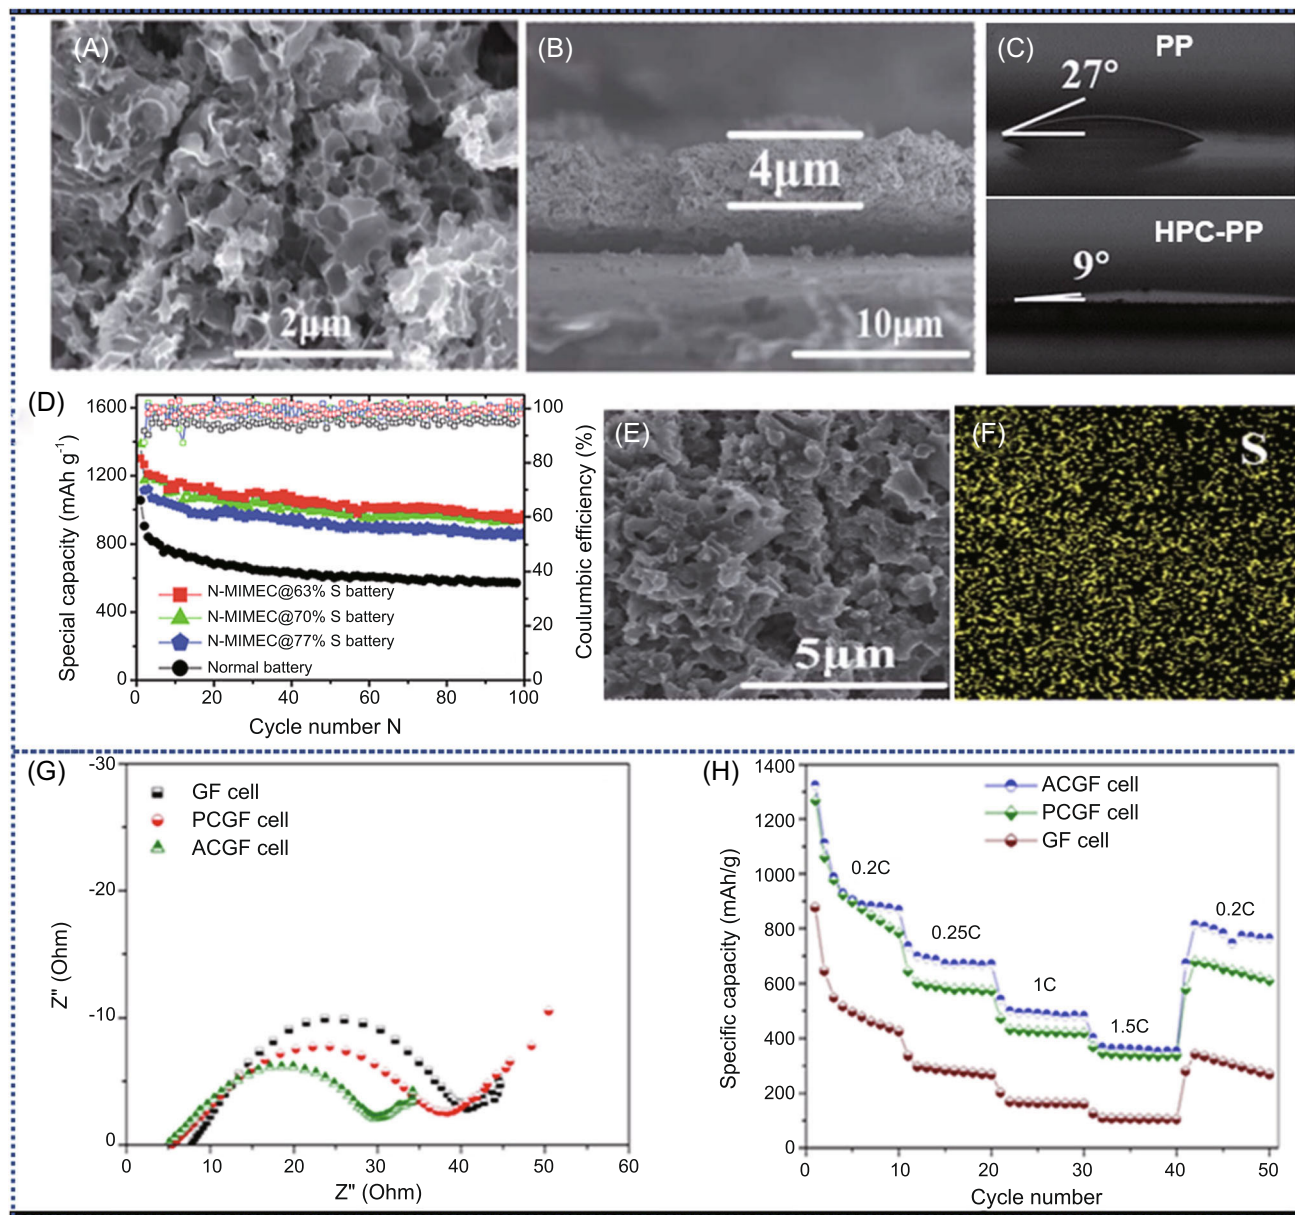 (A)
2μm
(B)
4μm
10μm
(C)
PP
27°
HPC-PP
9°
(D)
1600
1200
800
400
0
Special capacity (mAh g⁻¹)
100
80
60
40
20
0
Coulumbic efficiency (%)
N-MIMEC@63% S battery
N-MIMEC@70% S battery
N-MIMEC@77% S battery
Normal battery
0 20 40 60 80 100
Cycle number N
(E)
5μm
(F)
S
(G)
-30
-20
-10
0
Z" (Ohm)
GF cell
PCGF cell
ACGF cell
0 10 20 30 40 50 60
Z" (Ohm)
(H)
1400
1200
1000
800
600
400
200
0
Specific capacity (mAh/g)
ACGF cell
PCGF cell
GF cell
0.2C
0.25C
1C
1.5C
0.2C
0 10 20 30 40 50
Cycle number